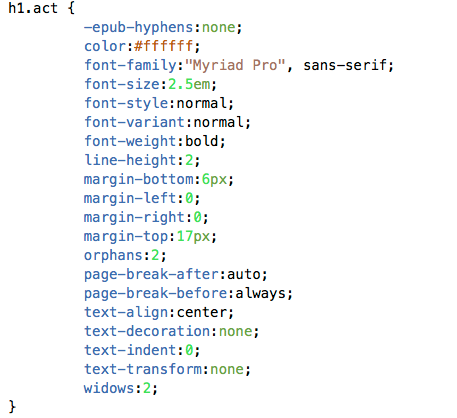 h1.act {
-epub-hyphens:none;
color:#ffffff;
font-family:"Myriad Pro", sans-serif;
font-size:2.5em;
font-style:normal;
font-variant:normal;
font-weight:bold;
line-height:2;
margin-bottom:6px;
margin-left:0;
margin-right:0;
margin-top:17px;
orphans:2;
page-break-after:auto;
page-break-before:always;
text-align:center;
text-decoration:none;
text-indent:0;
text-transform:none;
widows:2;
}